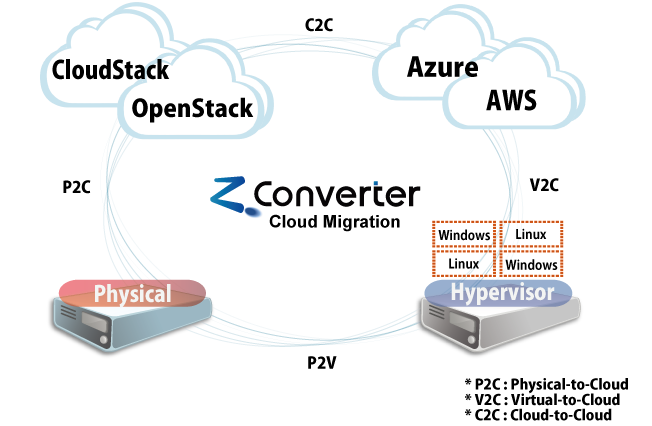 C2C
CloudStack
OpenStack
Azure
AWS
P2C
V2C
Z Converter
Cloud Migration
Windows
Linux
Linux
Windows
Physical
Hypervisor
P2V
* P2C : Physical-to-Cloud
* V2C : Virtual-to-Cloud
* C2C : Cloud-to-Cloud